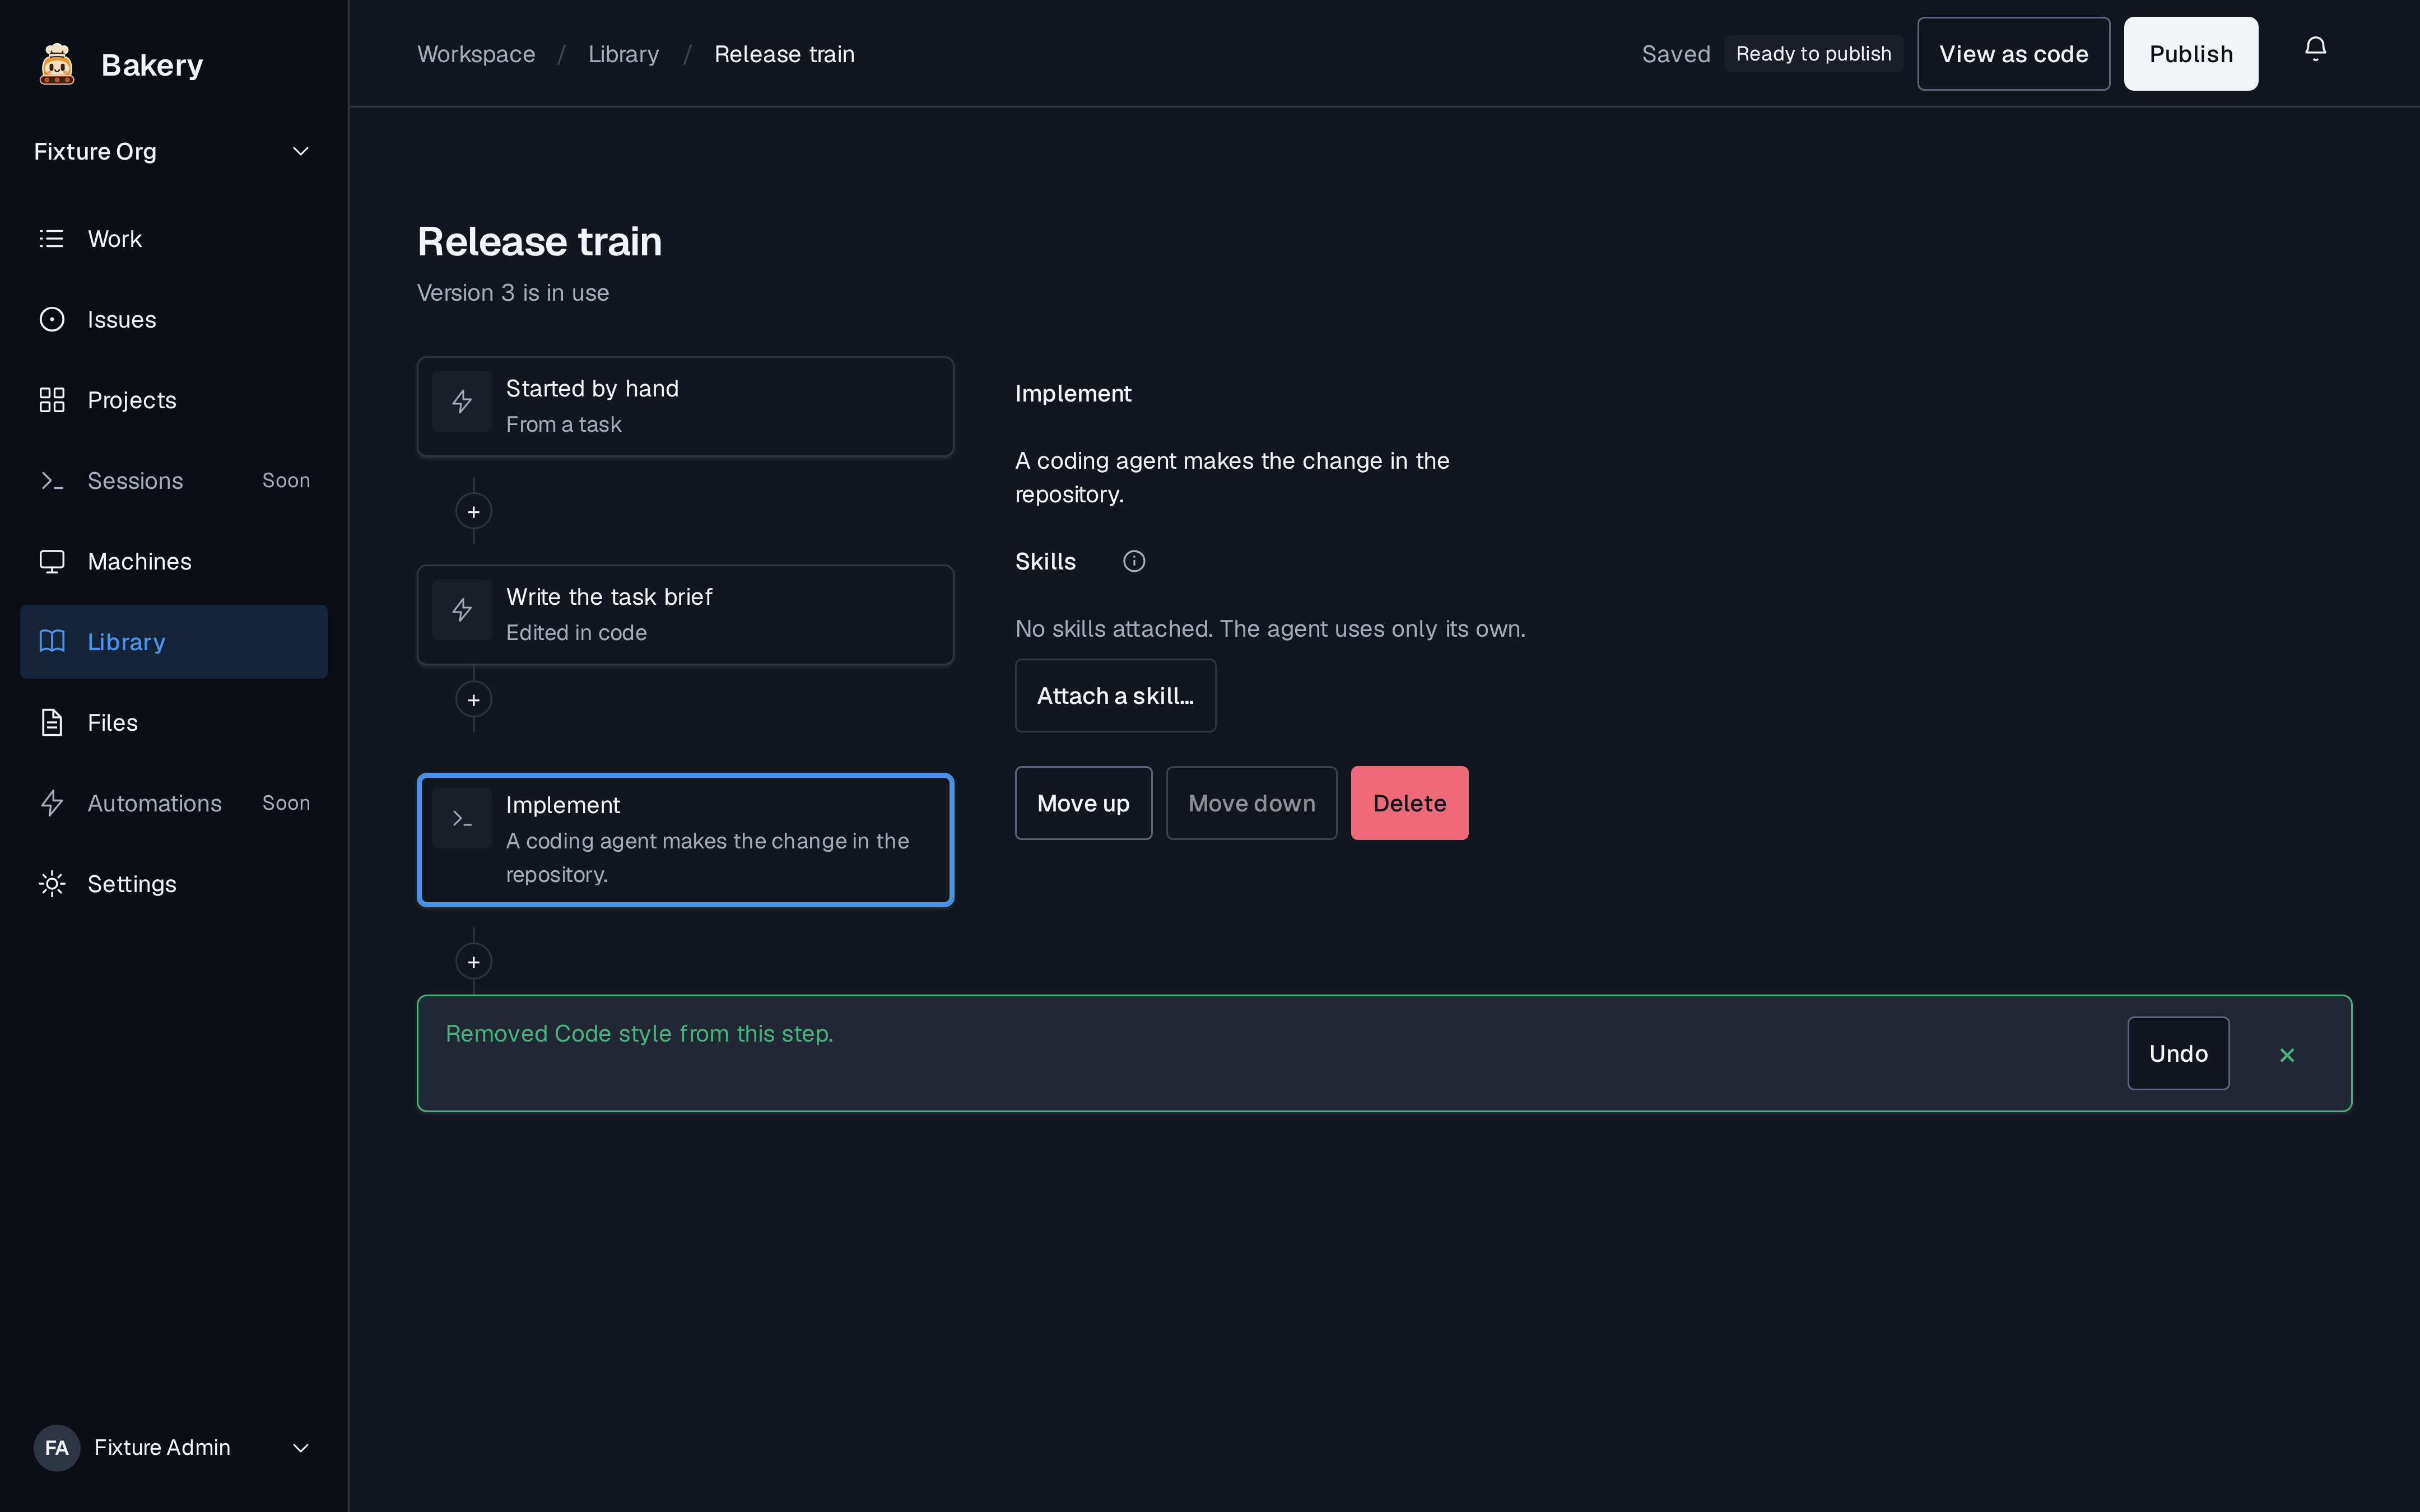 Bakery
Fixture Org
Work
Issues
Projects
Sessions Soon
Machines
Library
Files
Automations Soon
Settings
FA Fixture Admin
Workspace / Library / Release train
Saved Ready to publish View as code Publish
Release train
Version 3 is in use
Started by hand
From a task
+
Write the task brief
Edited in code
+
Implement
A coding agent makes the change in the
repository.
+
Implement
A coding agent makes the change in the
repository.
Skills
No skills attached. The agent uses only its own.
Attach a skill...
Move up Move down Delete
Removed Code style from this step.
Undo ×